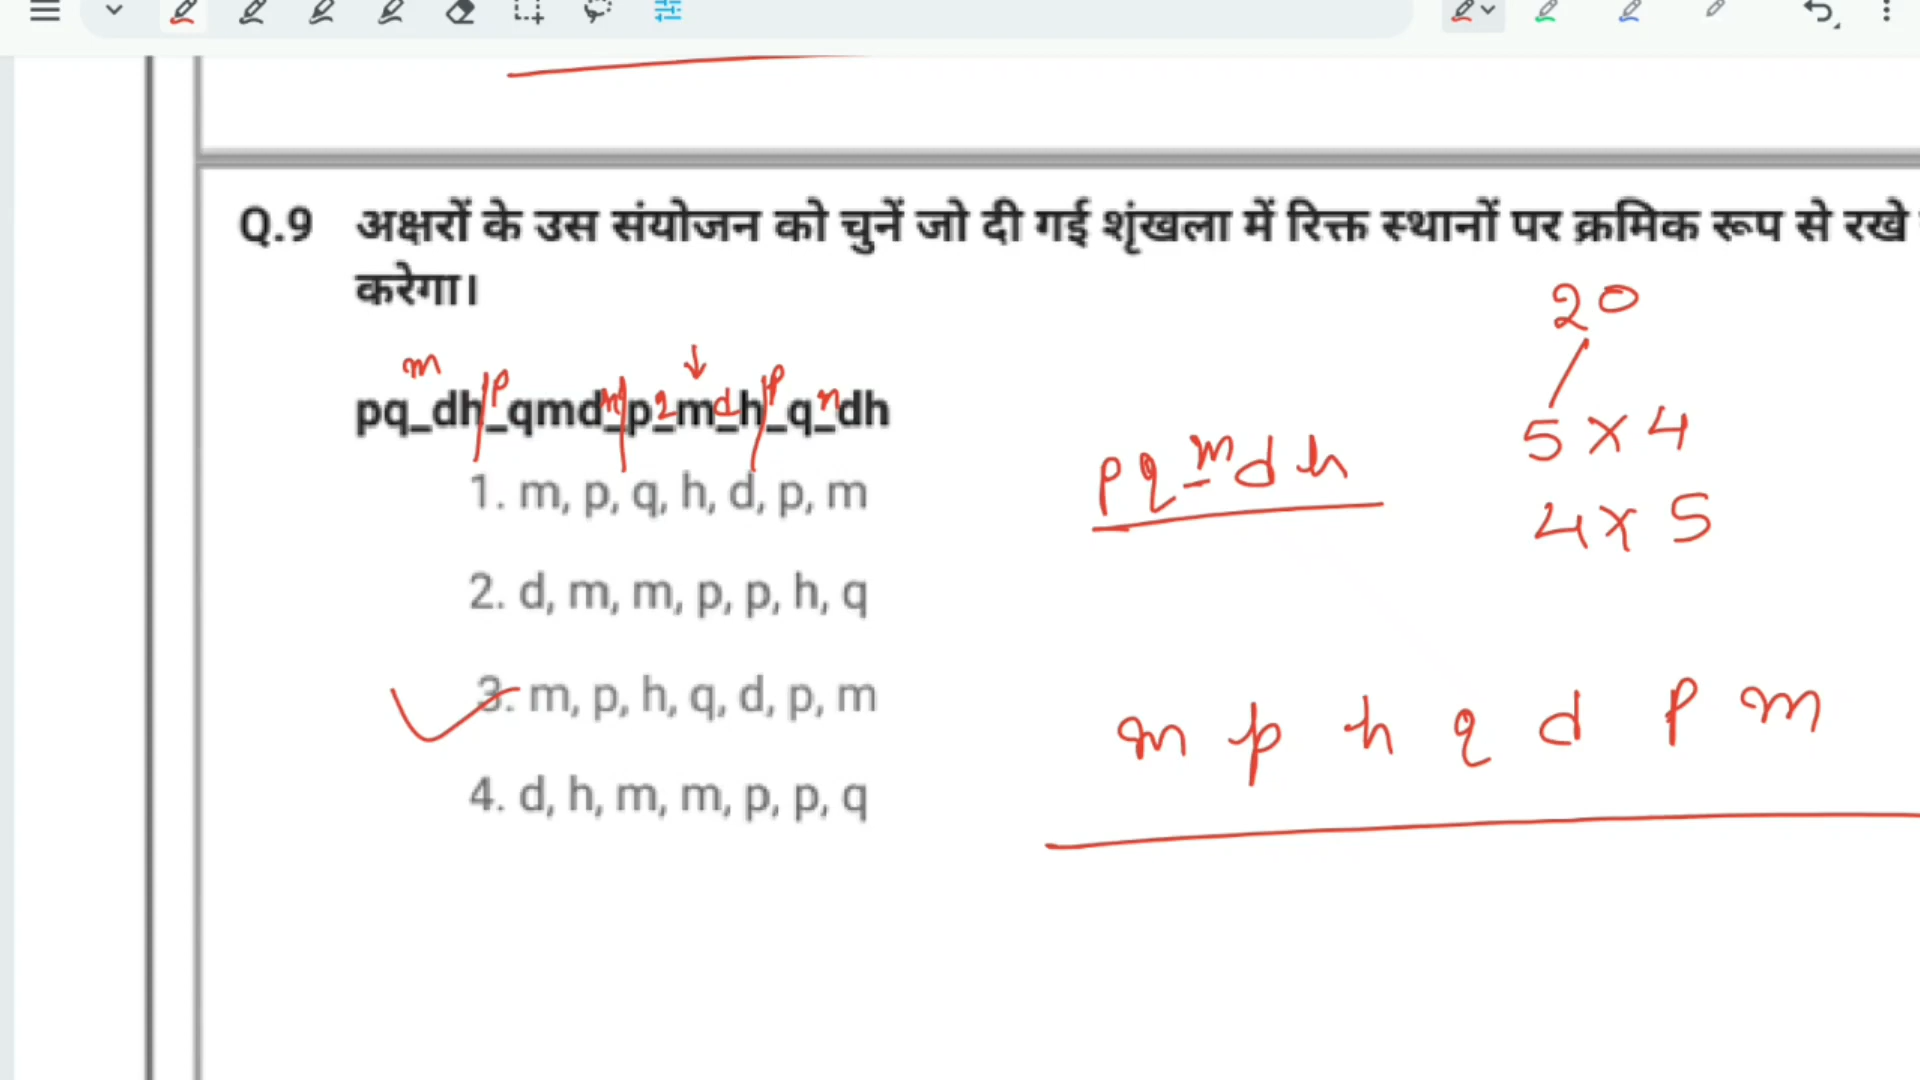 Q.9 अक्षरों के उस संयोजन को चुनें जो दी गई शृंखला में रिक्त स्थानों पर क्रमिक रूप से रखे
करेगा।
20
m p p
pq_dh_qmd_p_m_h_q_dh
h q d m
5 x 4
pq m d h
1. m, p, q, h, d, p, m
4 x 5
2. d, m, m, p, p, h, q
3. m, p, h, q, d, p, m
m p h q d p m
4. d, h, m, m, p, p, q